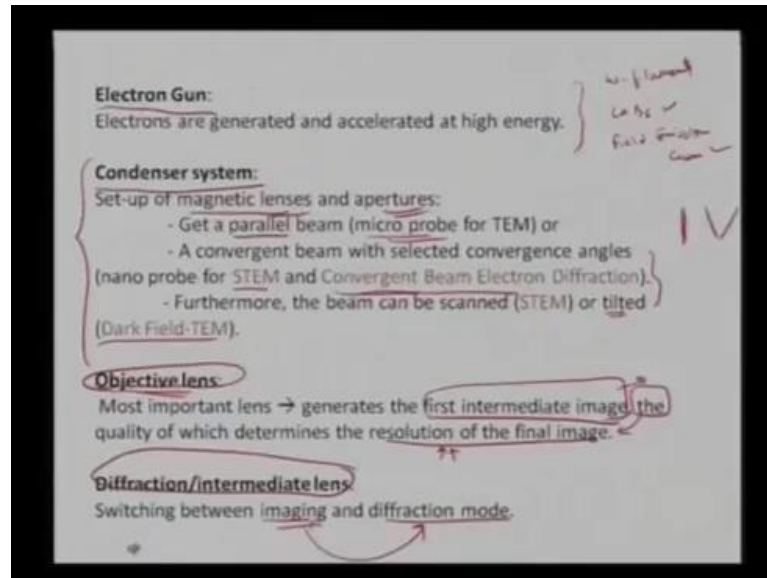 Electron Gun:
Electrons are generated and accelerated at high energy.
Condenser system:
Set-up of magnetic lenses and apertures:
- Get a parallel beam (micro probe for TEM) or
- A convergent beam with selected convergence angles
(nano probe for STEM and Convergent Beam Electron Diffraction).
- Furthermore, the beam can be scanned (STEM) or tilted
(Dark Field-TEM).
Objective lens:
Most important lens → generates the first intermediate image, the
quality of which determines the resolution of the final image.
Diffraction/intermediate lens
Switching between imaging and diffraction mode.